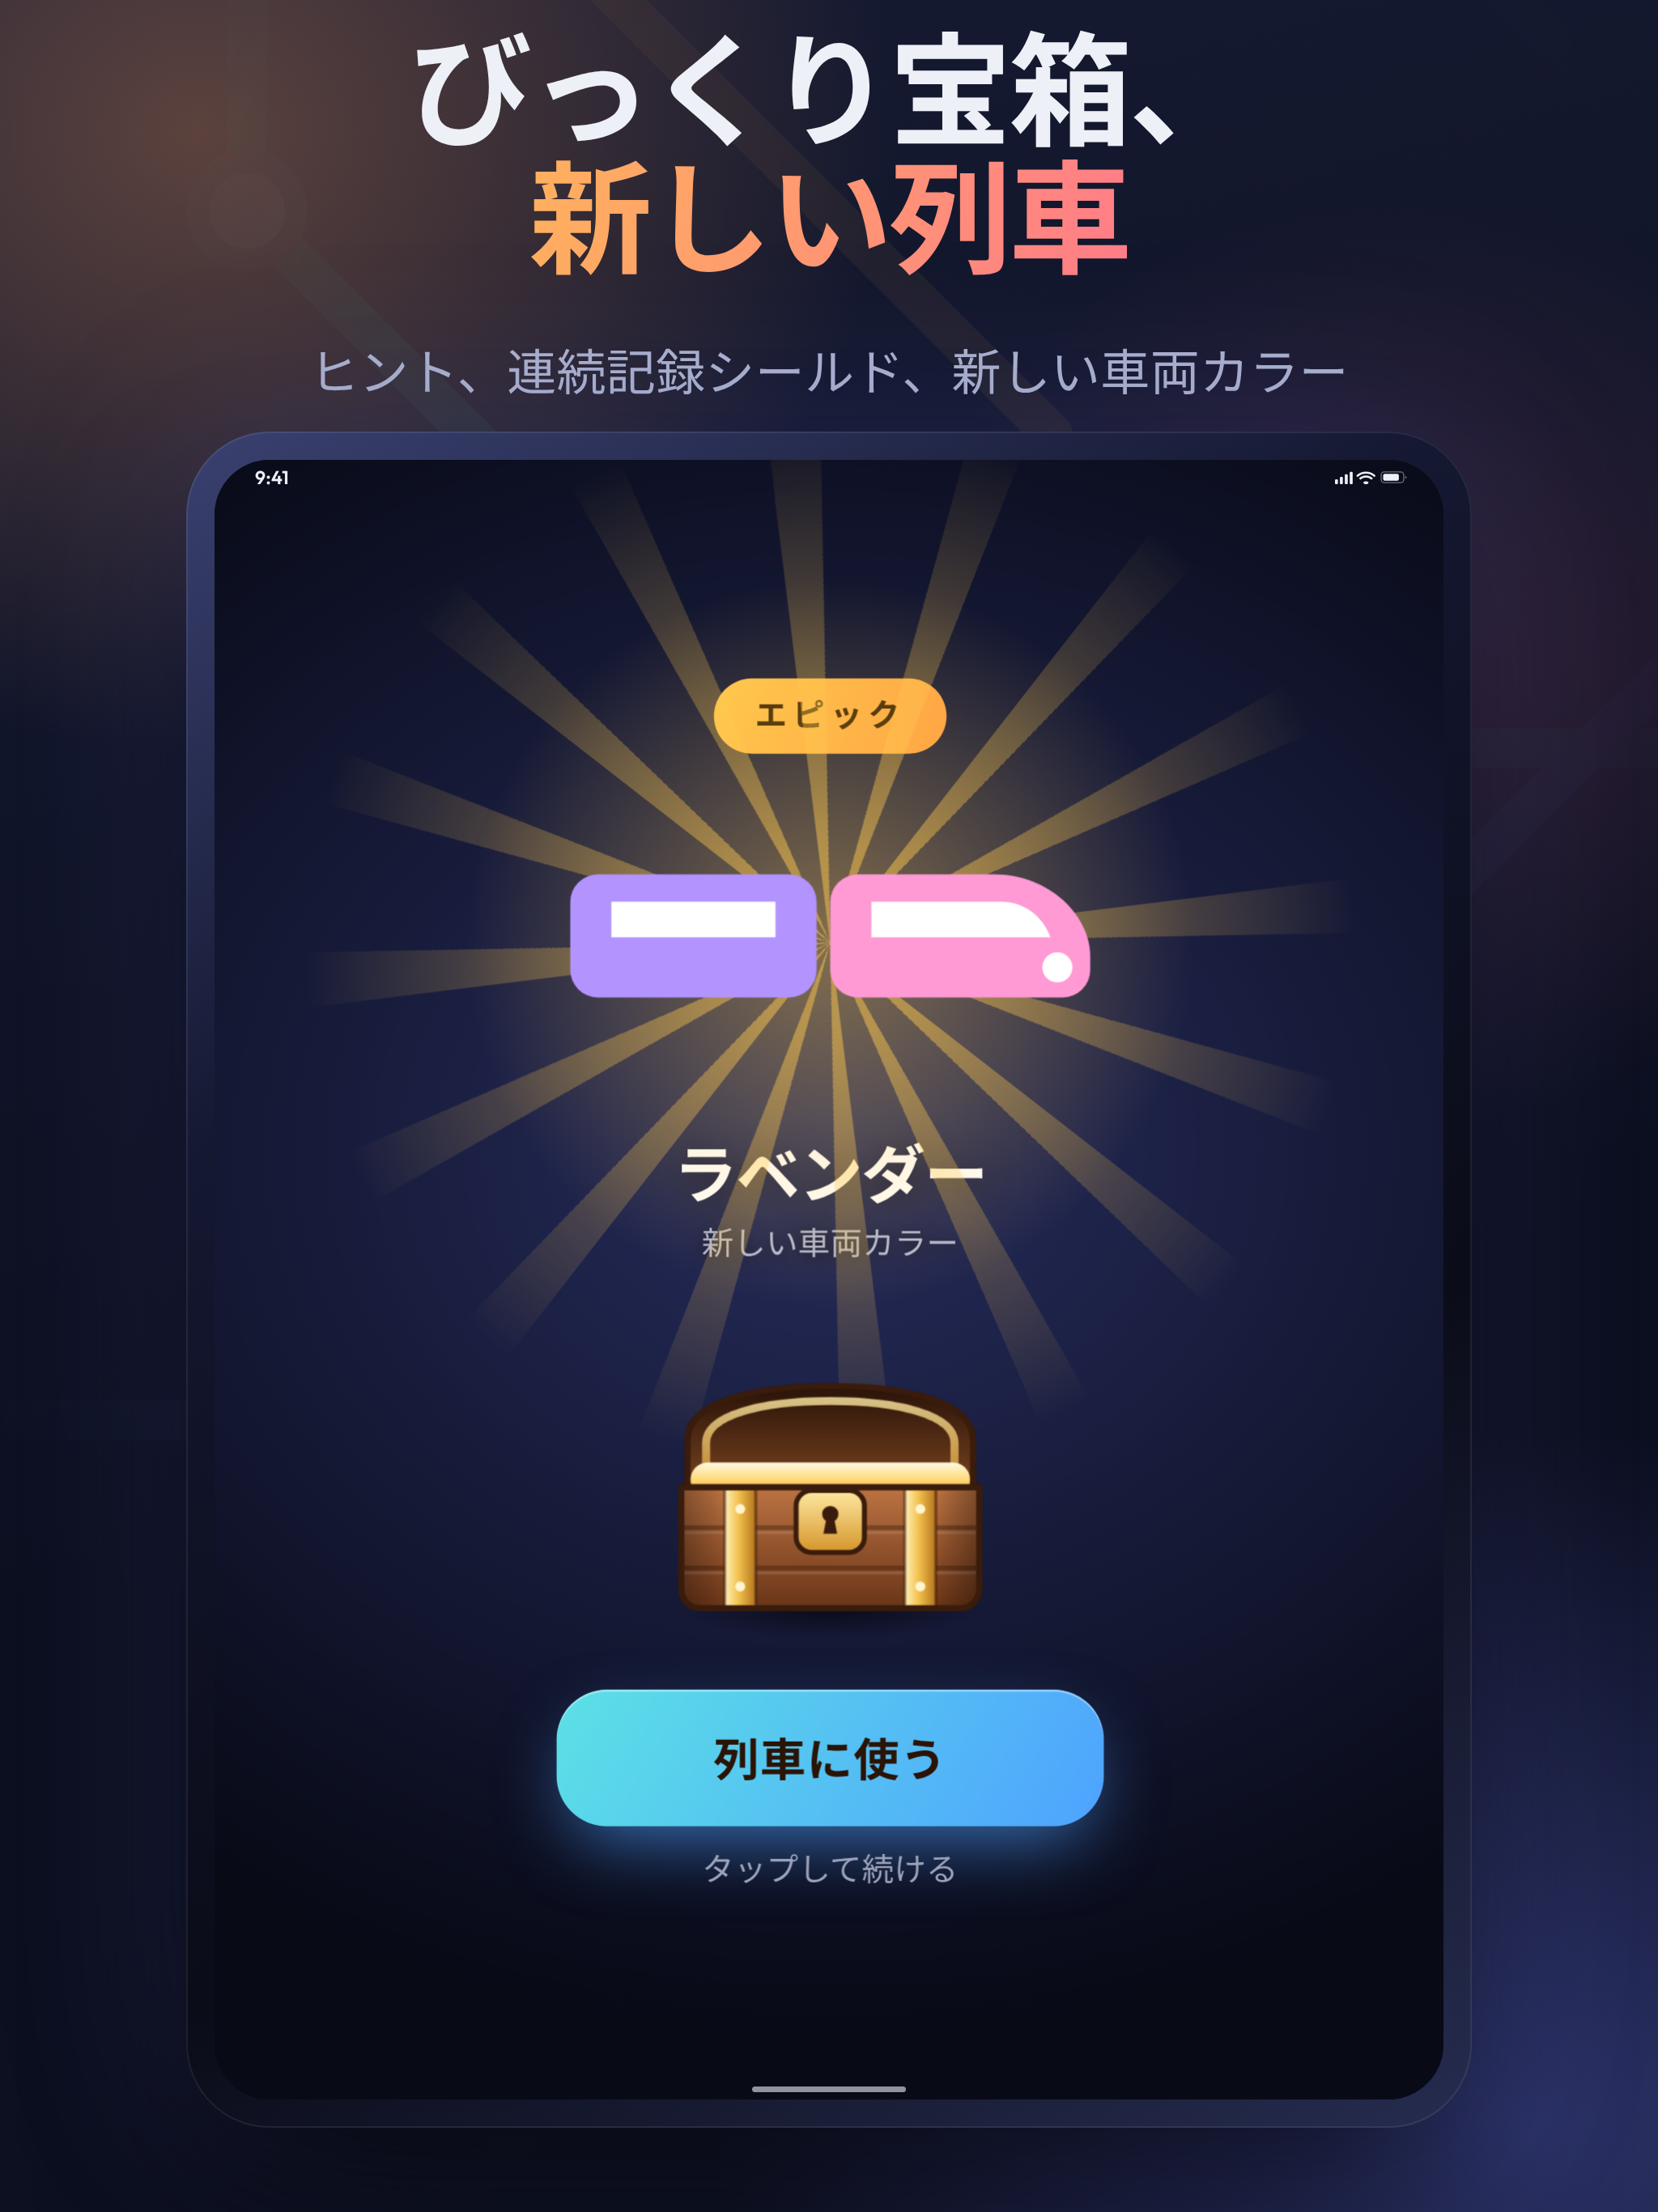 びっくり宝箱、
新しい列車
ヒント、連続記録シールド、新しい車両カラー
9:41
エピック
ラベンダー
新しい車両カラー
列車に使う
タップして続ける